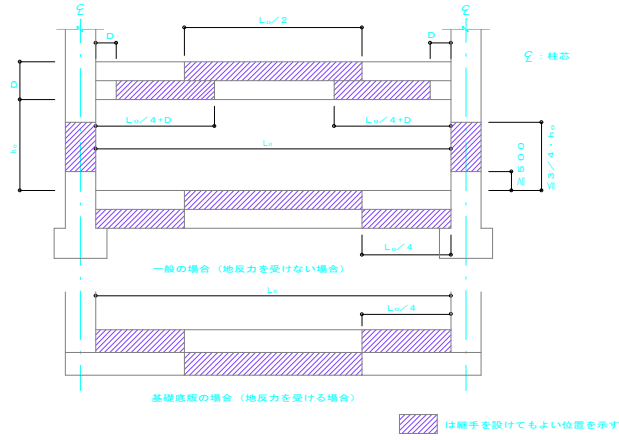 L₀/2
D
D
℄：柱芯
D
L₀/4+D
L₀/4+D
h₀
L₀
≧500
≦3/4・h₀
L₀/4
一般の場合（地反力を受けない場合）
L₀
L₀/4
基礎底版の場合（地反力を受ける場合）
は継手を設けてもよい位置を示す